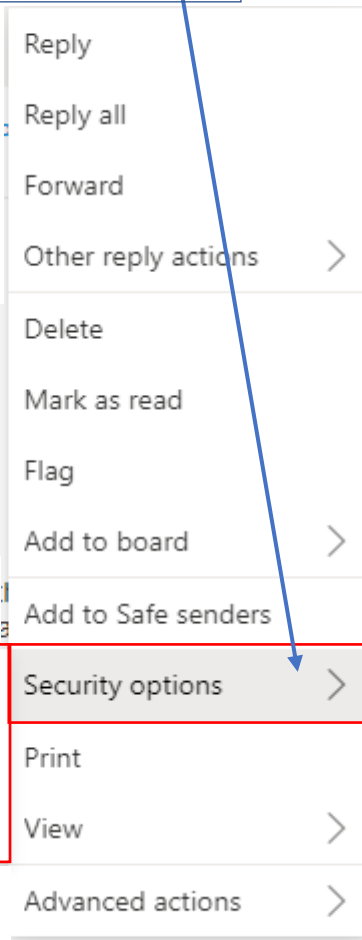 Reply
Reply all
Forward
Other reply actions
Delete
Mark as read
Flag
Add to board
Add to Safe senders
Security options
Print
View
Advanced actions